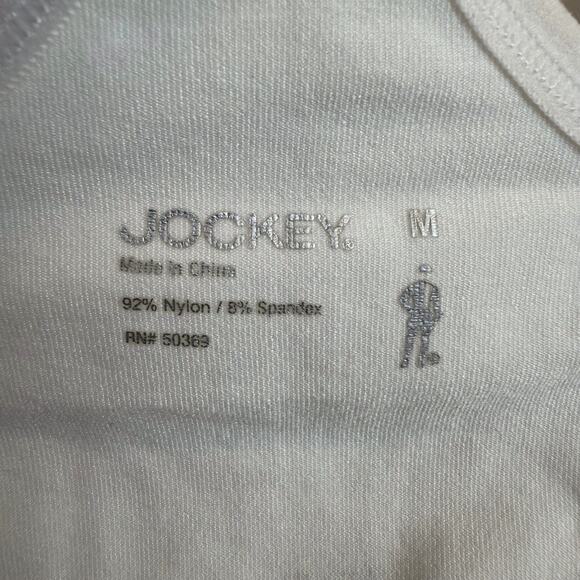 JOCKEY. M
Made in China
92% Nylon / 8% Spandex
RN# 50369